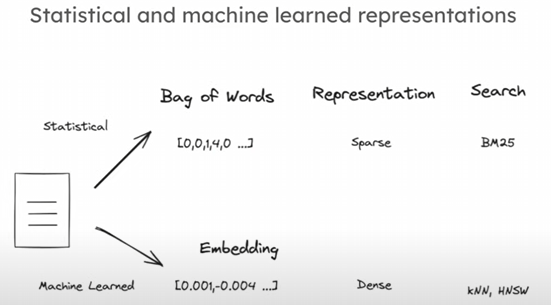 Statistical and machine learned representations
Bag of Words Representation Search
Statistical
[0,0,1,4,0 ...] Sparse BM25
Embedding
Machine Learned [0.001,-0.004 ...] Dense kNN, HNSW